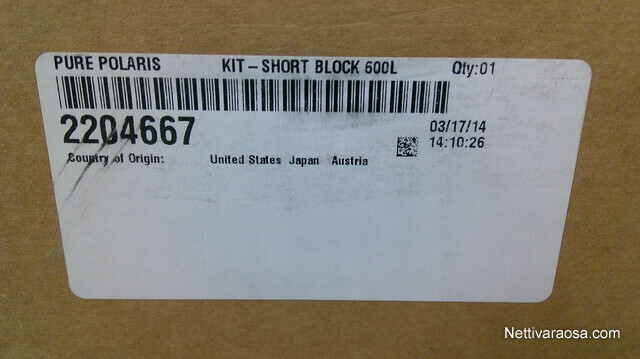 PURE POLARIS KIT – SHORT BLOCK 600L Qty:01
2204667 03/17/14
14:10:26
Country of Origin: United States Japan Austria
Nettivaraosa.com